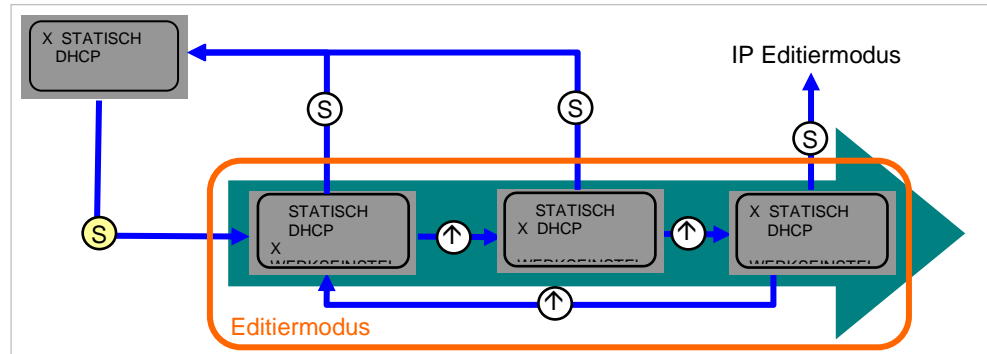 X STATISCH
DHCP
IP Editiermodus
S
S
S
S
STATISCH
DHCP
X
↑
STATISCH
X DHCP
↑
X STATISCH
DHCP
↑
Editiermodus